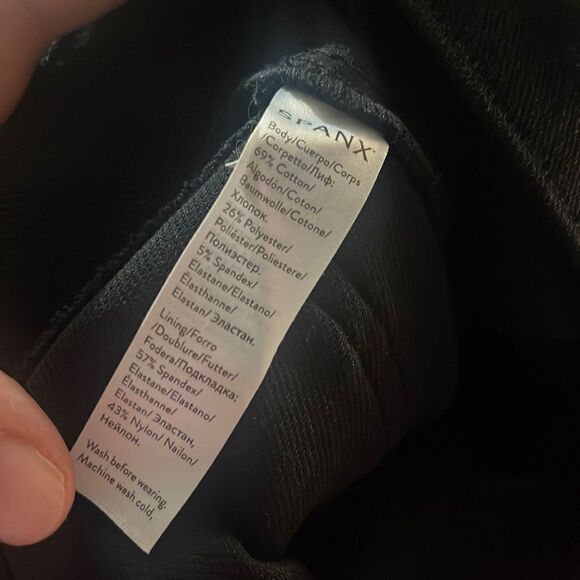 SPANX
Body/Cuerpo/Corps
/Corpetto/Лиф:
69% Cotton/
Algodón/Coton/
Baumwolle/Cotone/
Хлопок.
26% Polyester/
Poliéster/Poliestere/
Полиэстер.
5% Spandex/
Elastane/Elastano/
Élasthanne/
Elastan/ Эластан.
Lining/Forro
/Doublure/Futter/
Fodera/Подкладка:
57% Spandex/
Elastane/Elastano/
Élasthanne/
Elastan/ Эластан,
43% Nylon/ Nailon/
Нейлон.
Wash before wearing.
Machine wash cold,